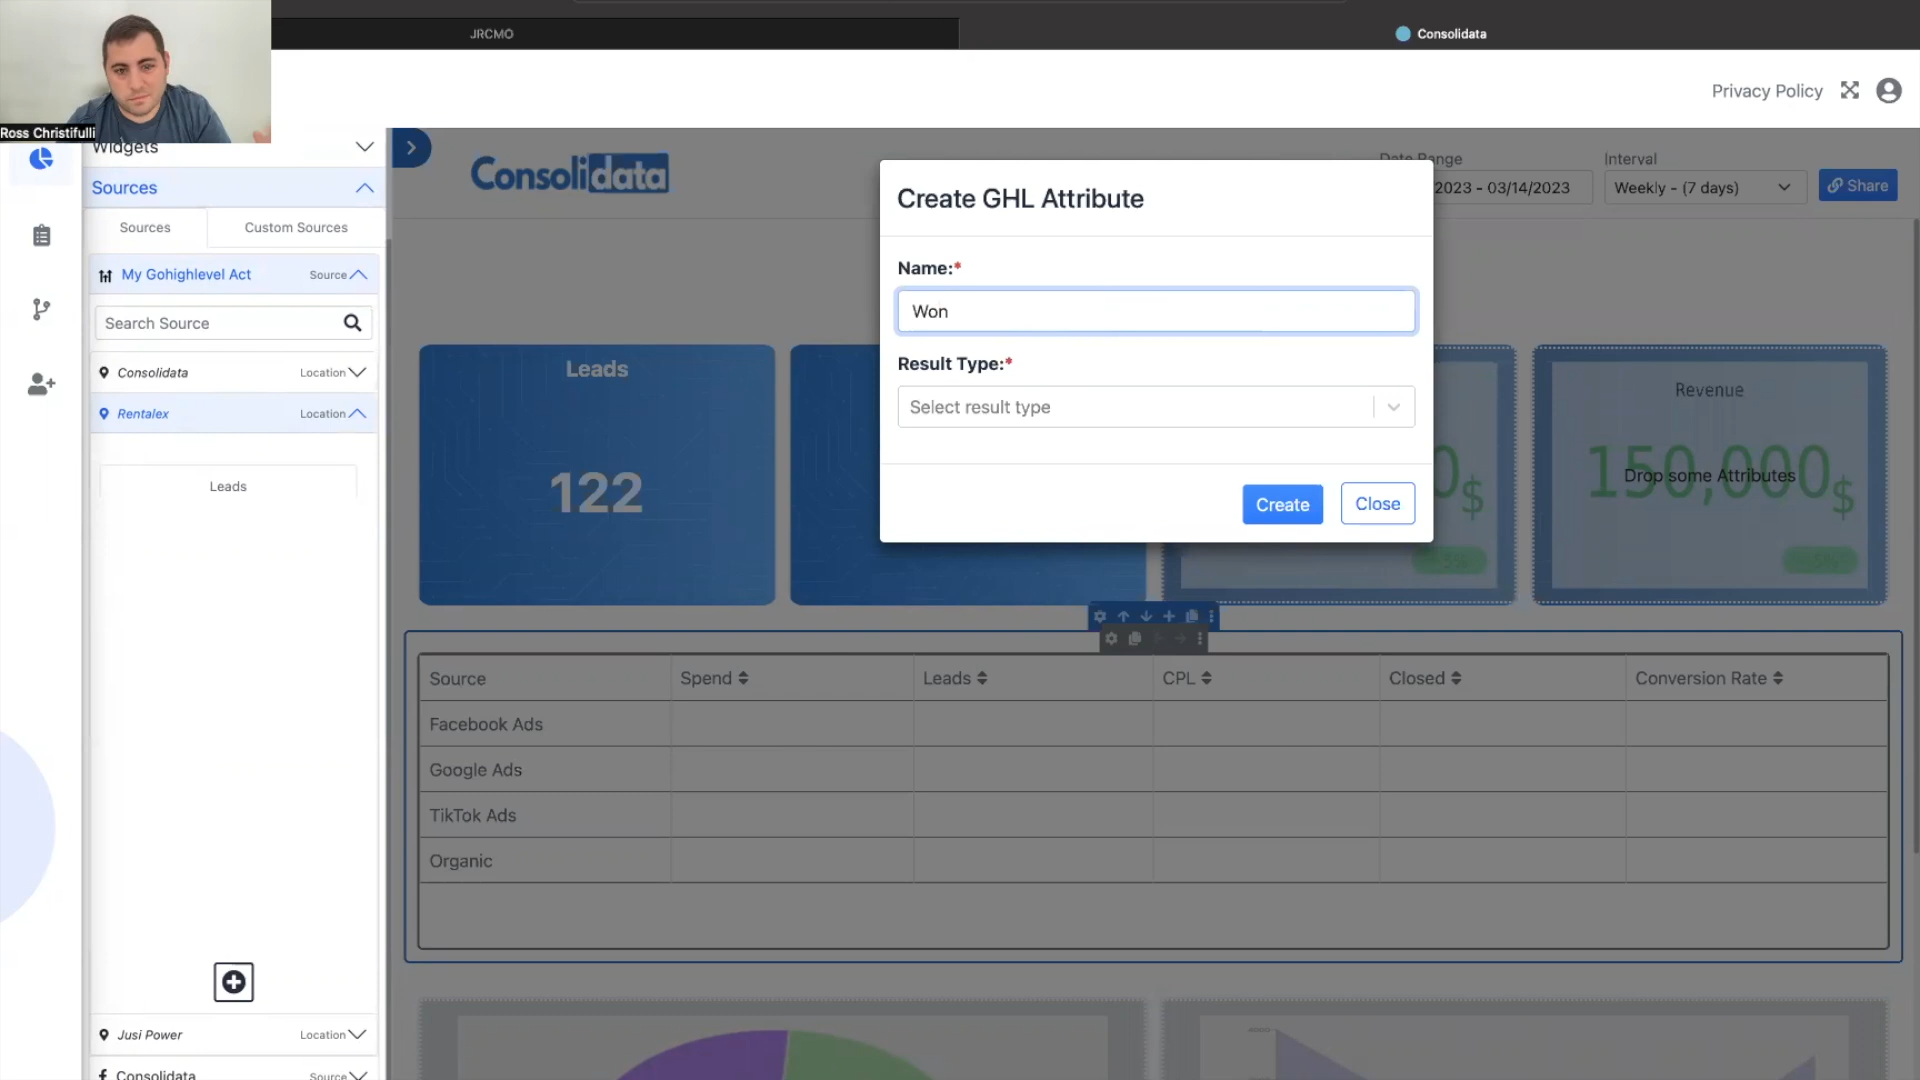 JRCMO
Consolidata
Privacy Policy
Ross Christifulli
Widgets
Sources
Sources
Custom Sources
My Gohighlevel Act
Source
Search Source
Consolidata
Location
Rentalex
Location
Leads
Jusi Power
Location
Consolidata
Source
Consolidata
Date Range
2023 - 03/14/2023
Interval
Weekly - (7 days)
Share
Create GHL Attribute
Name:*
Won
Result Type:*
Select result type
Create
Close
Leads
122
0$
Revenue
150,000$
Drop some Attributes
Source
Spend
Leads
CPL
Closed
Conversion Rate
Facebook Ads
Google Ads
TikTok Ads
Organic